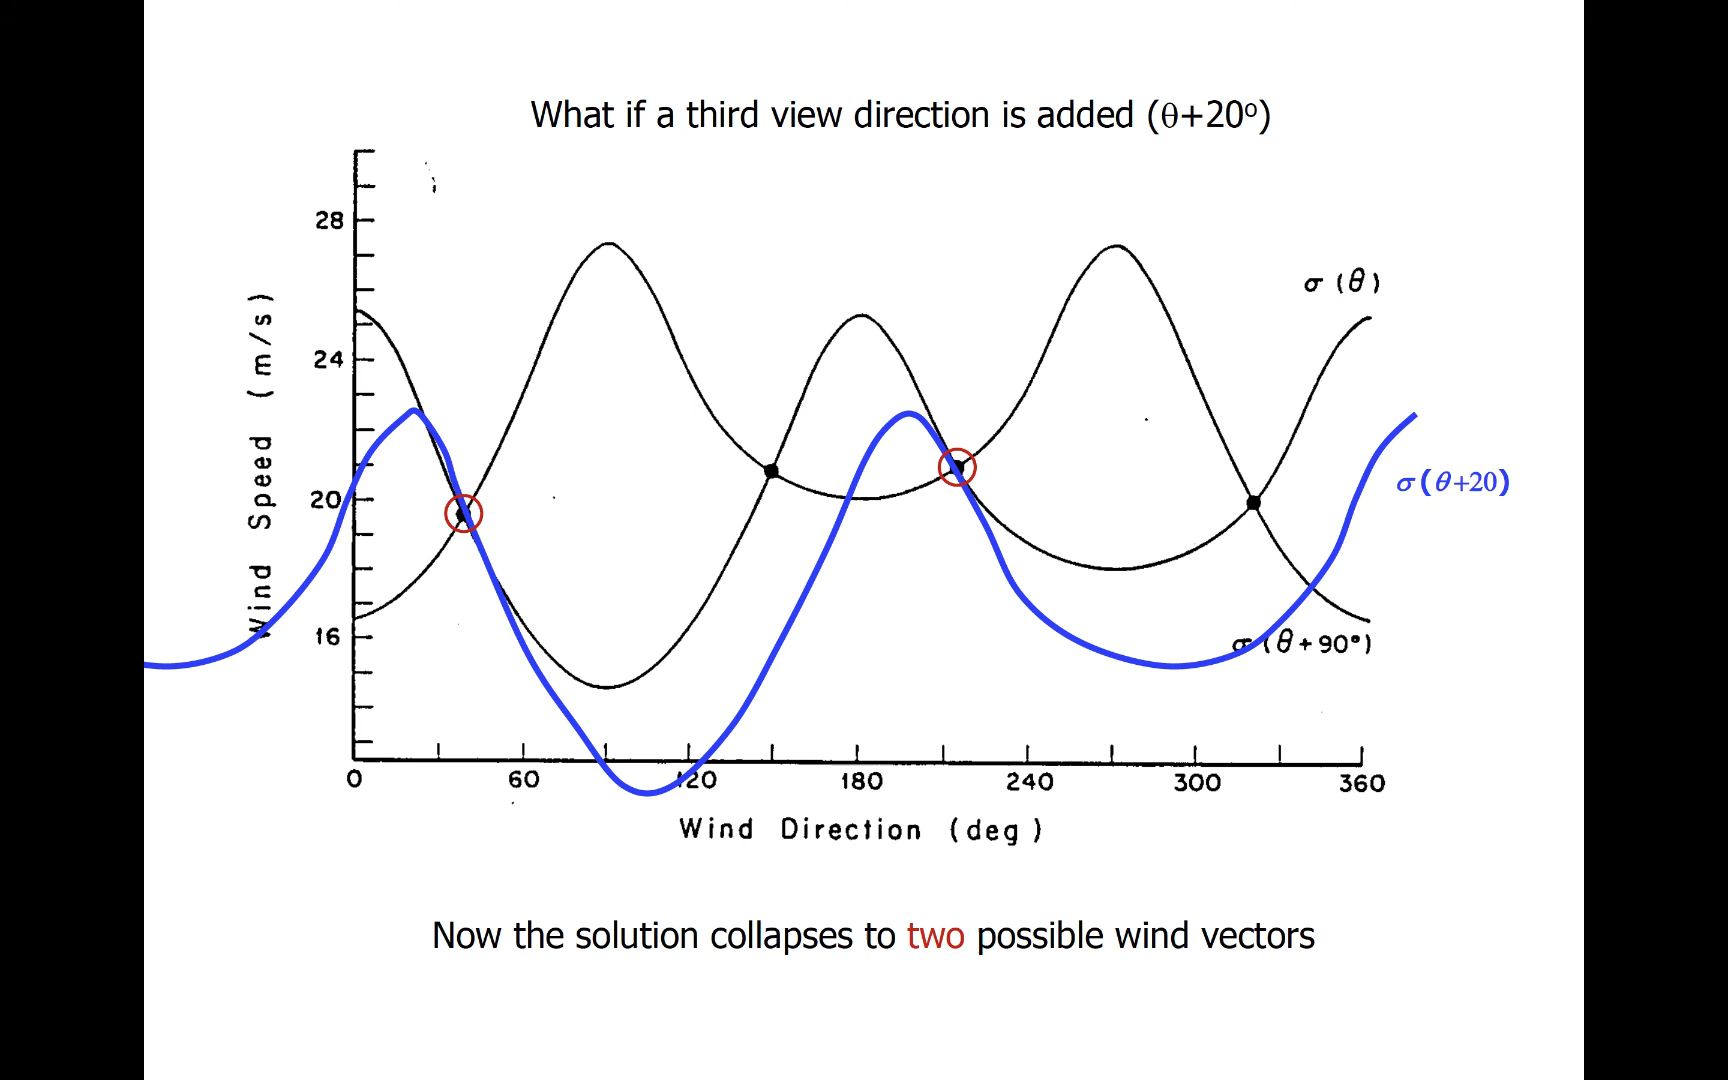 What if a third view direction is added (θ+20º)
28
24
20
16
Wind Speed (m/s)
σ (θ)
σ(θ+20)
σ (θ+90°)
0 60 120 180 240 300 360
Wind Direction (deg)
Now the solution collapses to two possible wind vectors